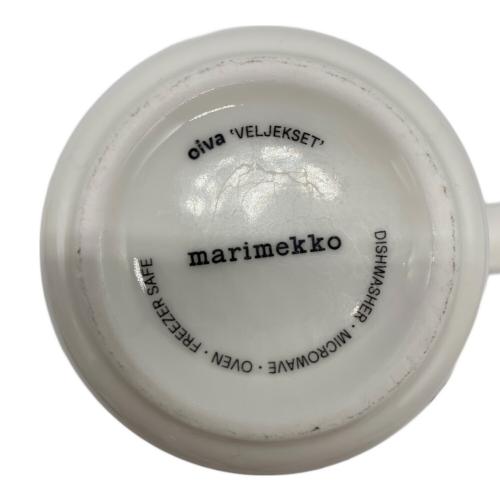 oiva 'VELJEKSET'
marimekko
DISHWASHER · MICROWAVE · OVEN · FREEZER SAFE